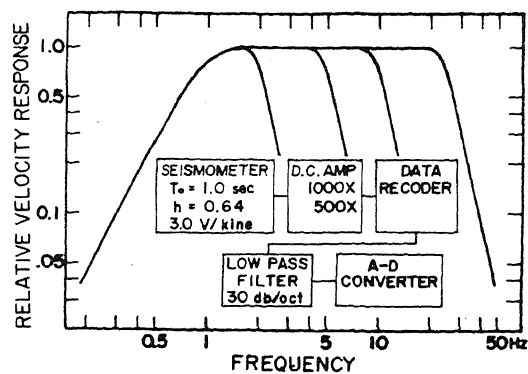 RELATIVE VELOCITY RESPONSE
1.0
0.5
0.1
.05
SEISMOMETER
To = 1.0 sec
h = 0.64
3.0 V/kine
D.C. AMP
1000X
500X
DATA
RECODER
LOW PASS
FILTER
30 db/oct
A-D
CONVERTER
0.5
1
5
10
50Hz
FREQUENCY